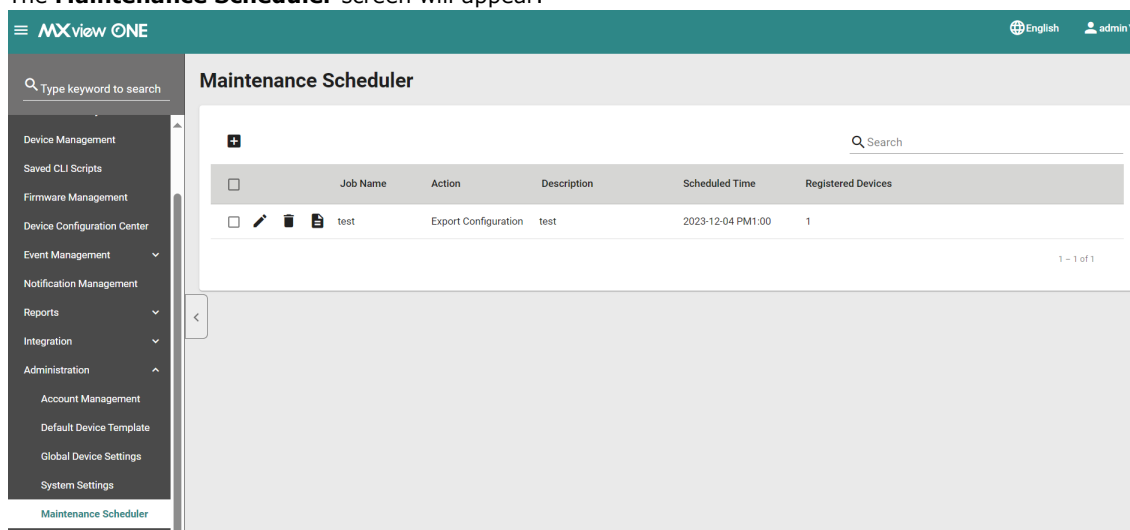 The Maintenance Scheduler screen will appear.
MXview ONE
English
admin
Type keyword to search
Maintenance Scheduler
Device Management
Search
Saved CLI Scripts
Job Name Action Description Scheduled Time Registered Devices
Firmware Management
test Export Configuration test 2023-12-04 PM1:00 1
Device Configuration Center
Event Management
1 – 1 of 1
Notification Management
Reports
Integration
Administration
Account Management
Default Device Template
Global Device Settings
System Settings
Maintenance Scheduler